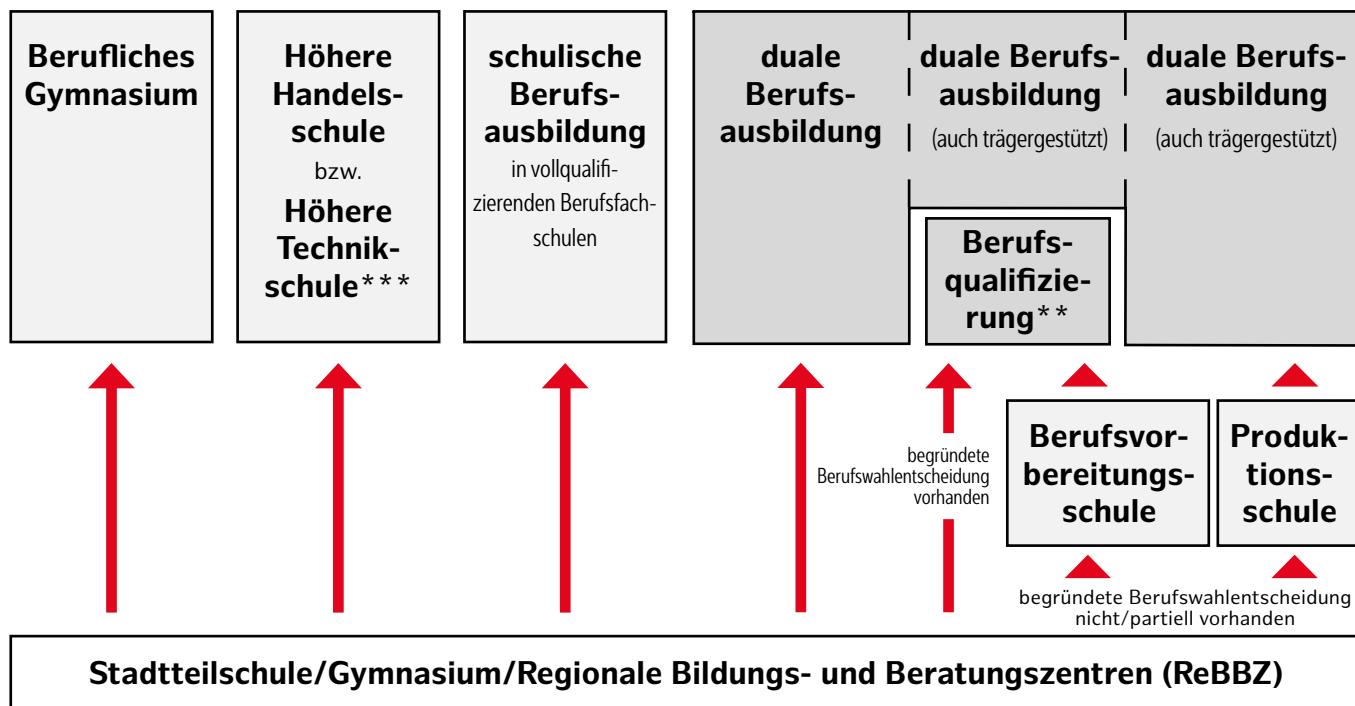 Berufliches
Gymnasium
Höhere
Handels-
schule
bzw.
Höhere
Technik-
schule***
schulische
Berufs-
ausbildung
in vollqualifi-
zierenden Berufsfach-
schulen
duale
Berufs-
ausbildung
duale Berufs-
ausbildung
(auch trägergestützt)
duale Berufs-
ausbildung
(auch trägergestützt)
Berufs-
qualifizie-
rung**
begründete
Berufswahlentscheidung
vorhanden
Berufsvor-
bereitungs-
schule
Produk-
tions-
schule
begründete Berufswahlentscheidung
nicht/partiell vorhanden
Stadtteilschule/Gymnasium/Regionale Bildungs- und Beratungszentren (ReBBZ)